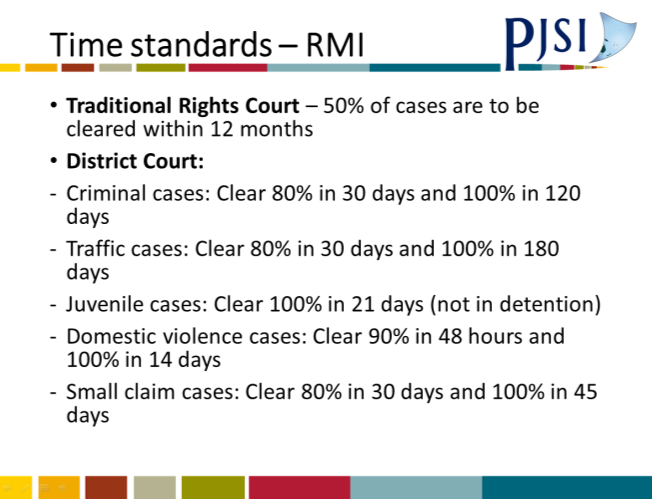 Time standards – RMI
PJSI
• Traditional Rights Court – 50% of cases are to be
cleared within 12 months
• District Court:
- Criminal cases: Clear 80% in 30 days and 100% in 120
days
- Traffic cases: Clear 80% in 30 days and 100% in 180
days
- Juvenile cases: Clear 100% in 21 days (not in detention)
- Domestic violence cases: Clear 90% in 48 hours and
100% in 14 days
- Small claim cases: Clear 80% in 30 days and 100% in 45
days